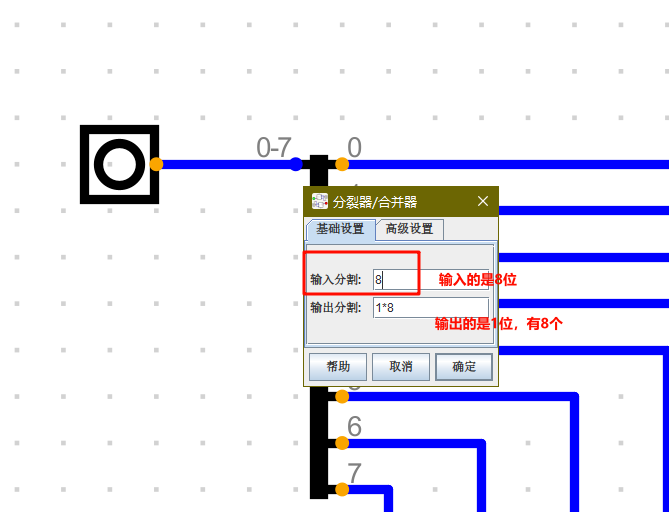 0-7
0
分裂器/合并器
基础设置
高级设置
输入分割:
8
输入的是8位
输出分割:
1*8
输出的是1位，有8个
帮助
取消
确定
6
7